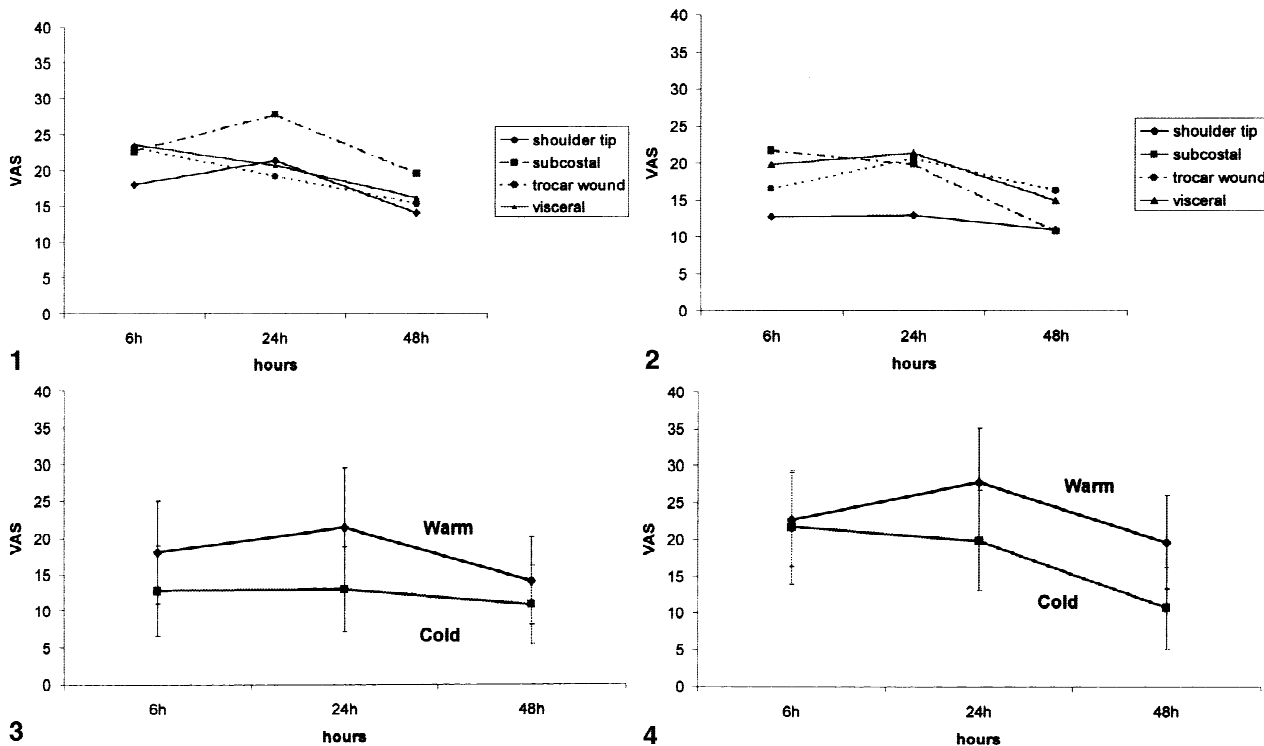 40
35
30
25
20
15
10
5
0
VAS
6h 24h 48h
hours
shoulder tip
subcostal
trocar wound
visceral
1
40
35
30
25
20
15
10
5
0
VAS
6h 24h 48h
hours
shoulder tip
subcostal
trocar wound
visceral
2
40
35
30
25
20
15
10
5
0
VAS
Warm
Cold
6h 24h 48h
hours
3
40
35
30
25
20
15
10
5
0
VAS
Warm
Cold
6h 24h 48h
hours
4